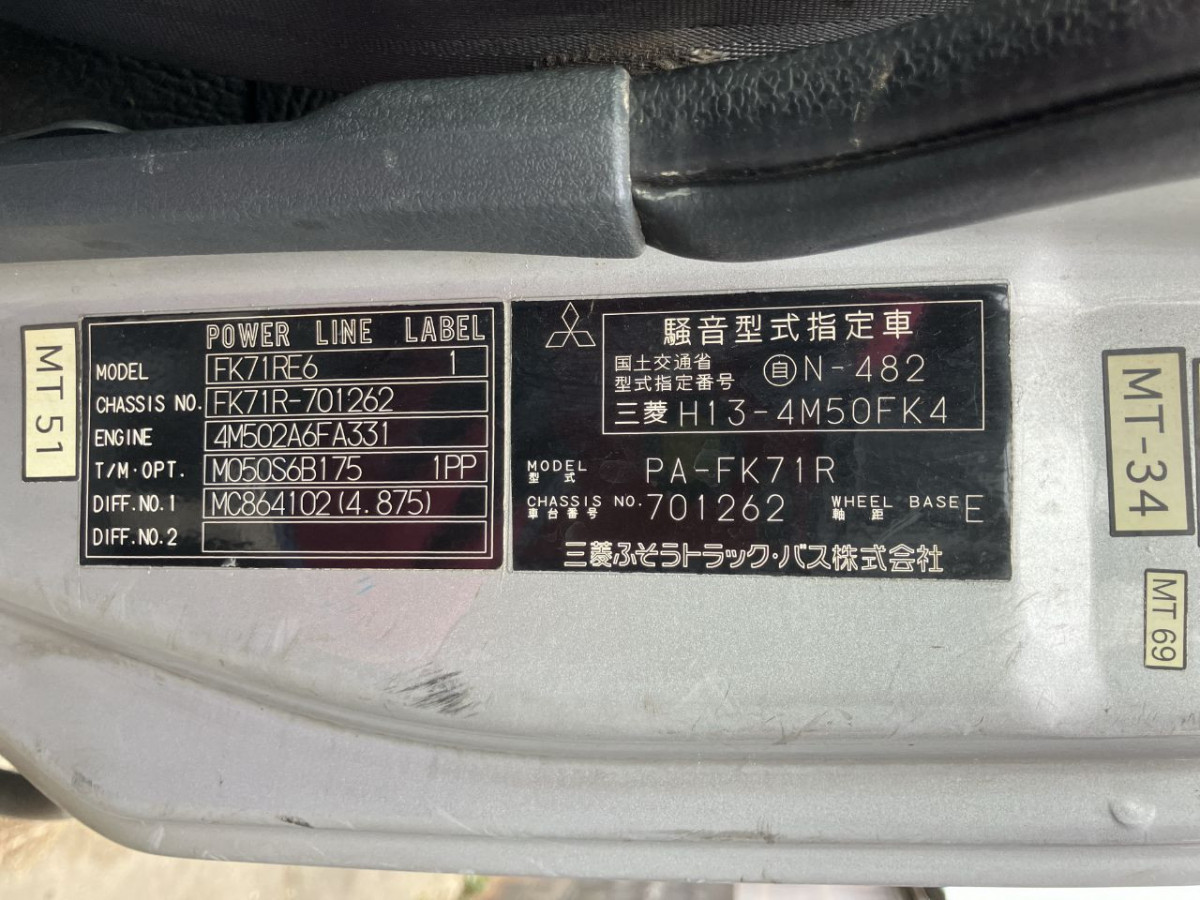 MT 51
POWER LINE LABEL
MODEL FK71RE6 1
CHASSIS NO. FK71R-701262
ENGINE 4M502A6FA331
T/M·OPT. M050S6B175 1PP
DIFF.NO.1 MC864102(4.875)
DIFF.NO.2
騒音型式指定車
国土交通省
型式指定番号 自N-482
三菱 H13-4M50FK4
MODEL PA-FK71R
型式
CHASSIS NO. 701262 WHEEL BASE E
車台番号 軸距
三菱ふそうトラック・バス株式会社
MT-34
MT 69